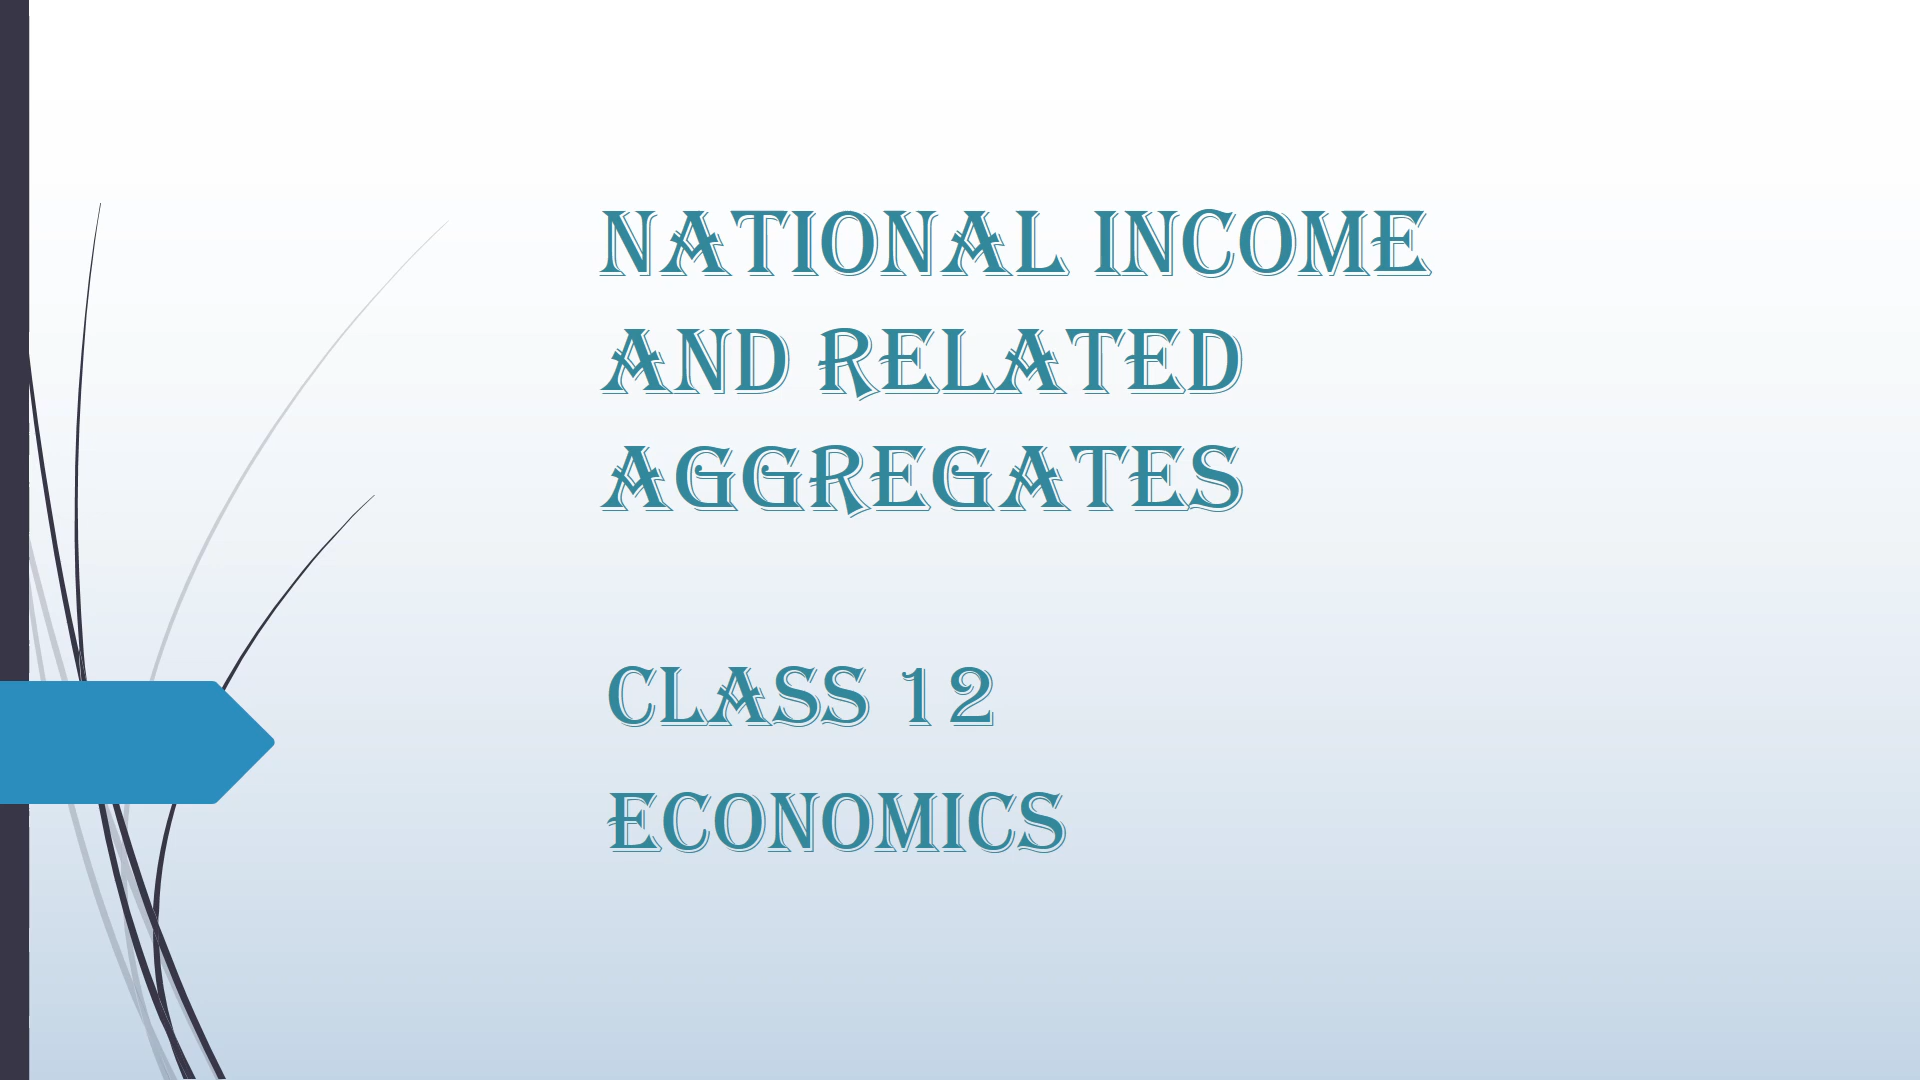 NATIONAL INCOME
AND RELATED
AGGREGATES
CLASS 12
ECONOMICS